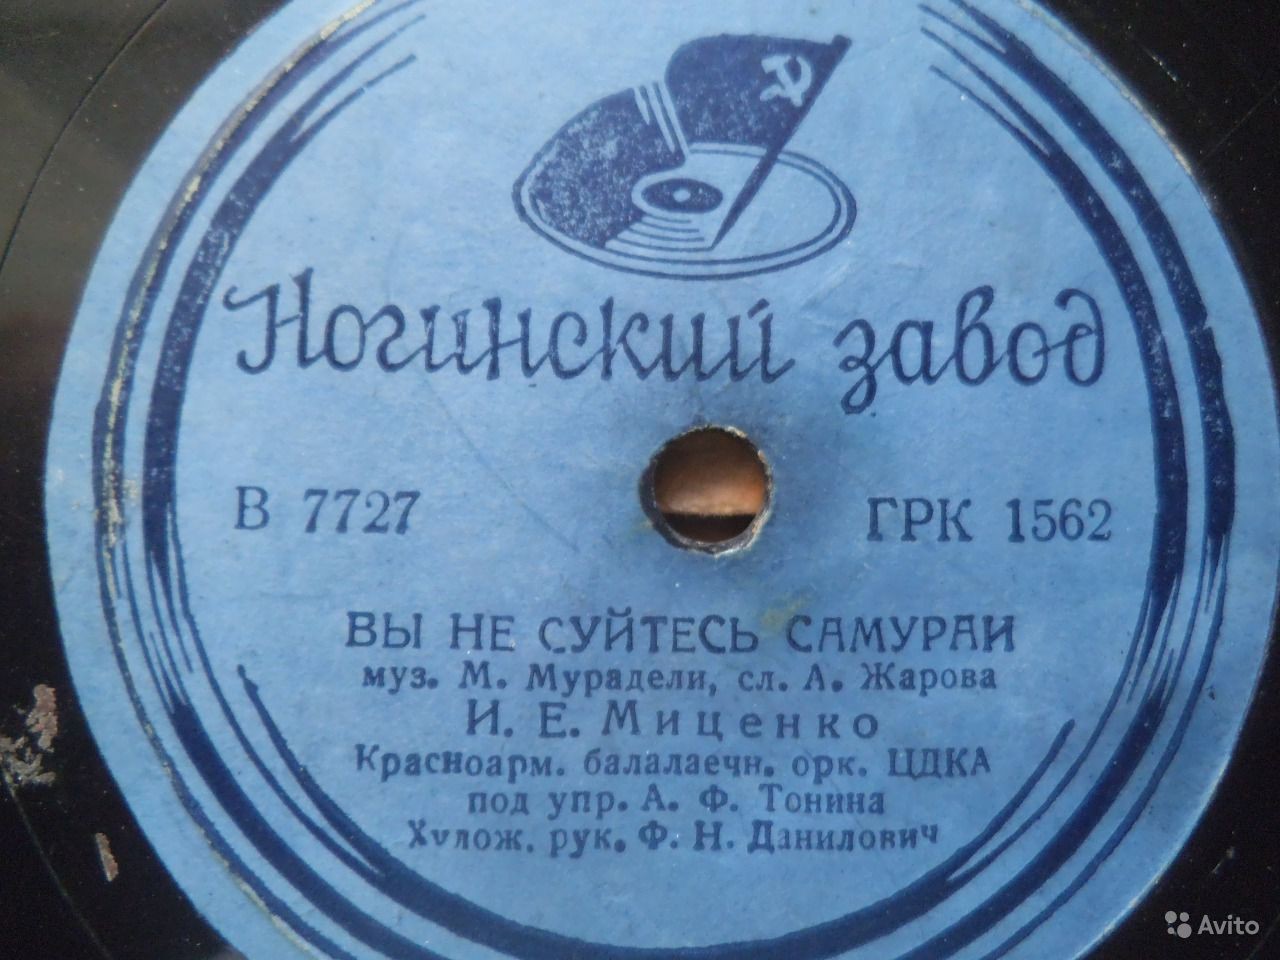 Ногинский завод
В 7727
ГРК 1562
ВЫ НЕ СУЙТЕСЬ САМУРАИ
муз. М. Мурадели, сл. А. Жарова
И. Е. Миценко
Красноарм. балалаечн. орк. ЦДКА
под упр. А. Ф. Тонина
Худож. рук. Ф. Н. Данилович
Avito